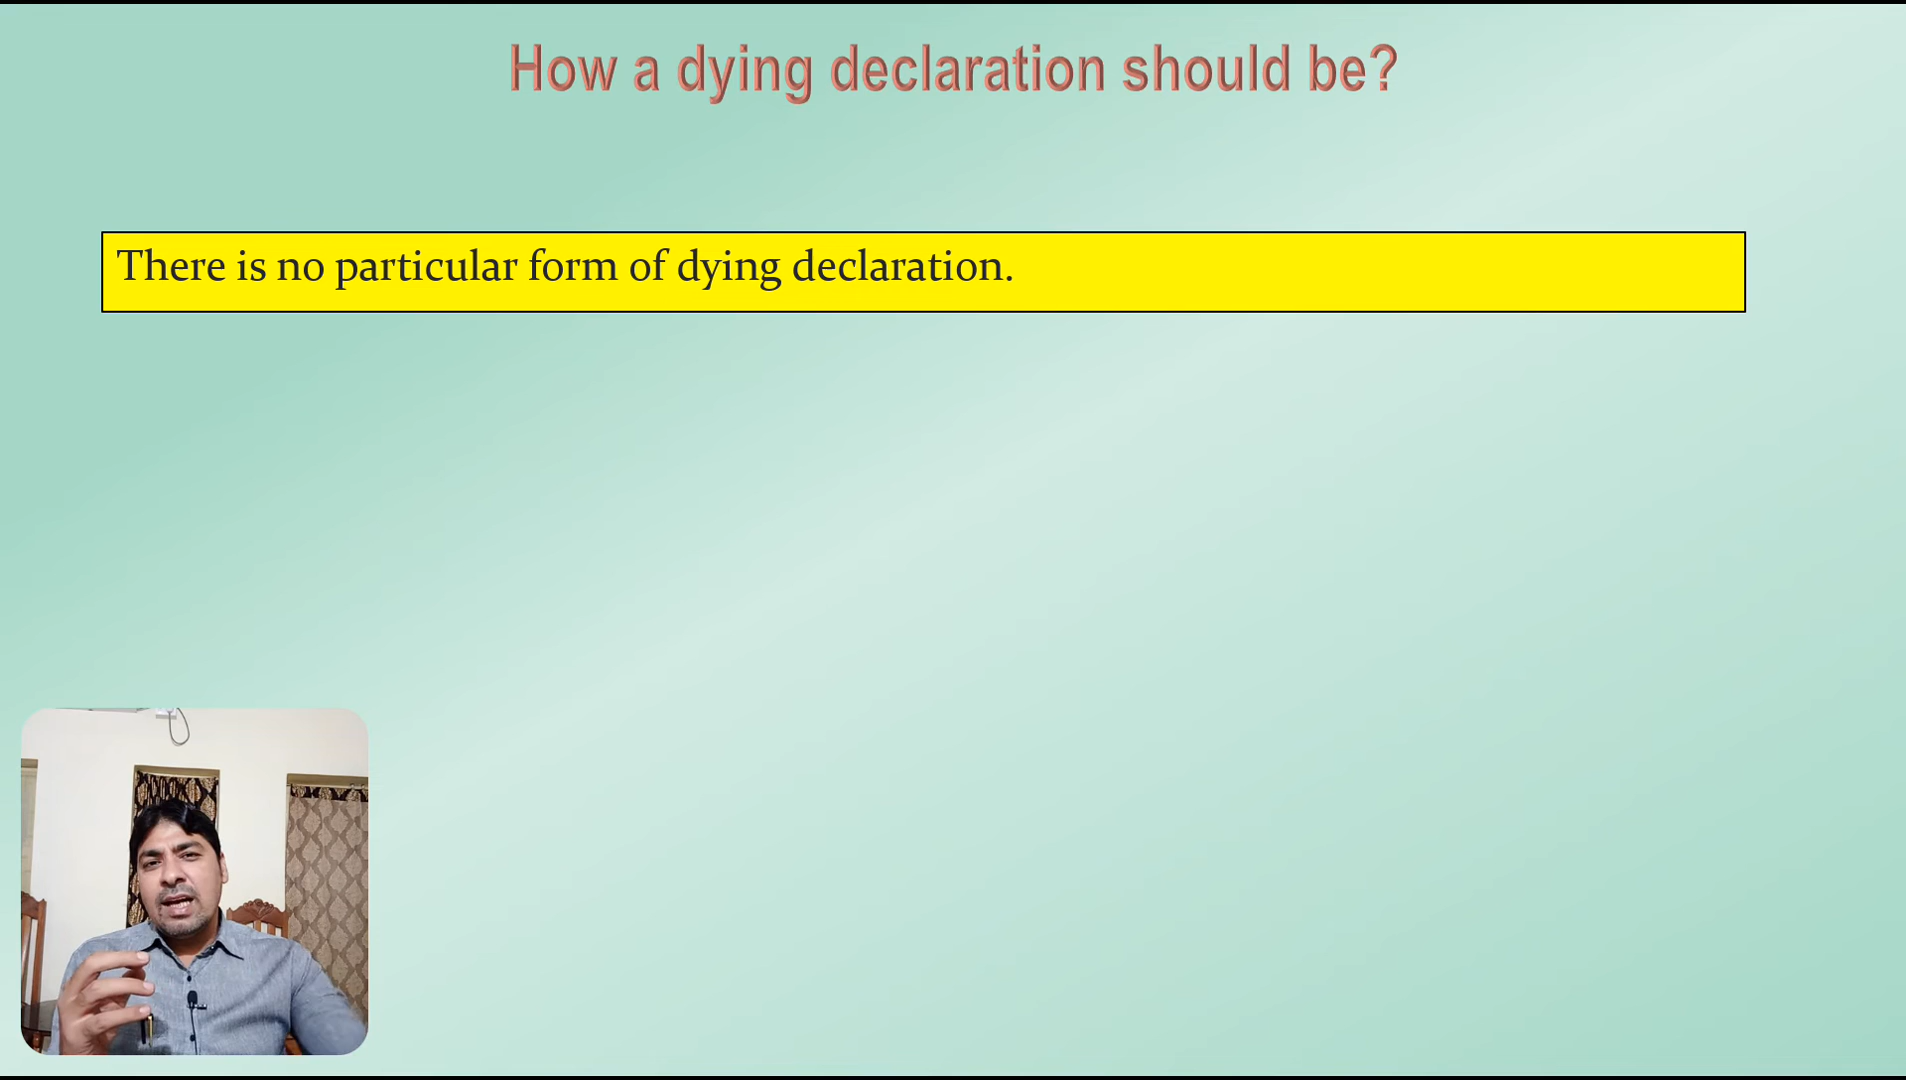 How a dying declaration should be?
There is no particular form of dying declaration.